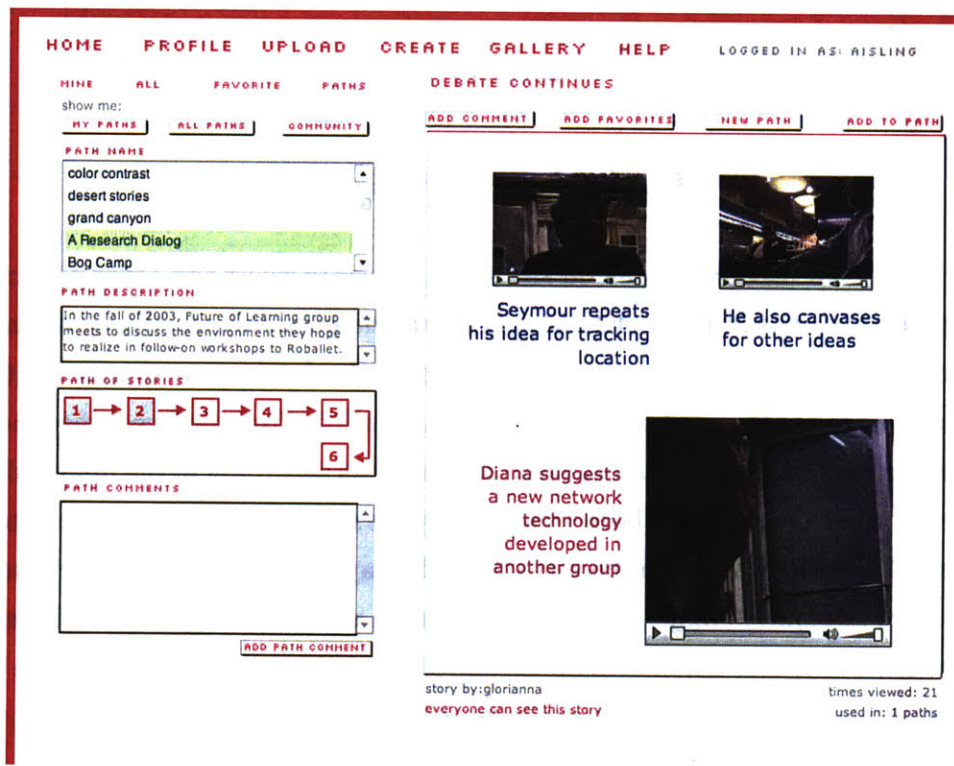 HOME PROFILE UPLOAD CREATE GALLERY HELP LOGGED IN AS: AISLING
MINE ALL FAVORITE PATHS
show me:
MY PATHS ALL PATHS COMMUNITY
PATH NAME
color contrast
desert stories
grand canyon
A Research Dialog
Bog Camp
PATH DESCRIPTION
In the fall of 2003, Future of Learning group
meets to discuss the environment they hope
to realize in follow-on workshops to Roballet.
PATH OF STORIES
1 2 3 4 5
6
PATH COMMENTS
ADD PATH COMMENT
DEBATE CONTINUES
ADD COMMENT ADD FAVORITES NEW PATH ADD TO PATH
Seymour repeats
his idea for tracking
location
He also canvases
for other ideas
Diana suggests
a new network
technology
developed in
another group
story by:glorianna
everyone can see this story
times viewed: 21
used in: 1 paths